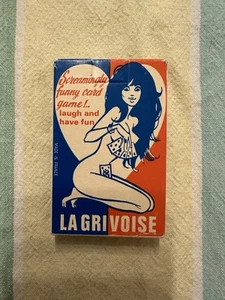 Screamingly
funny card
game!..
laugh and
have fun
LA GRIVOISE